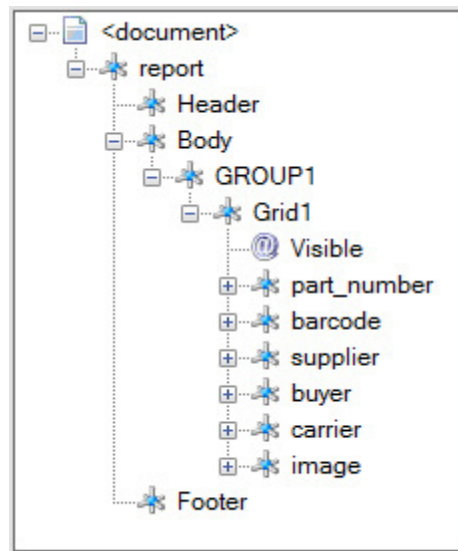 <document>
report
Header
Body
GROUP1
Grid1
Visible
part_number
barcode
supplier
buyer
carrier
image
Footer